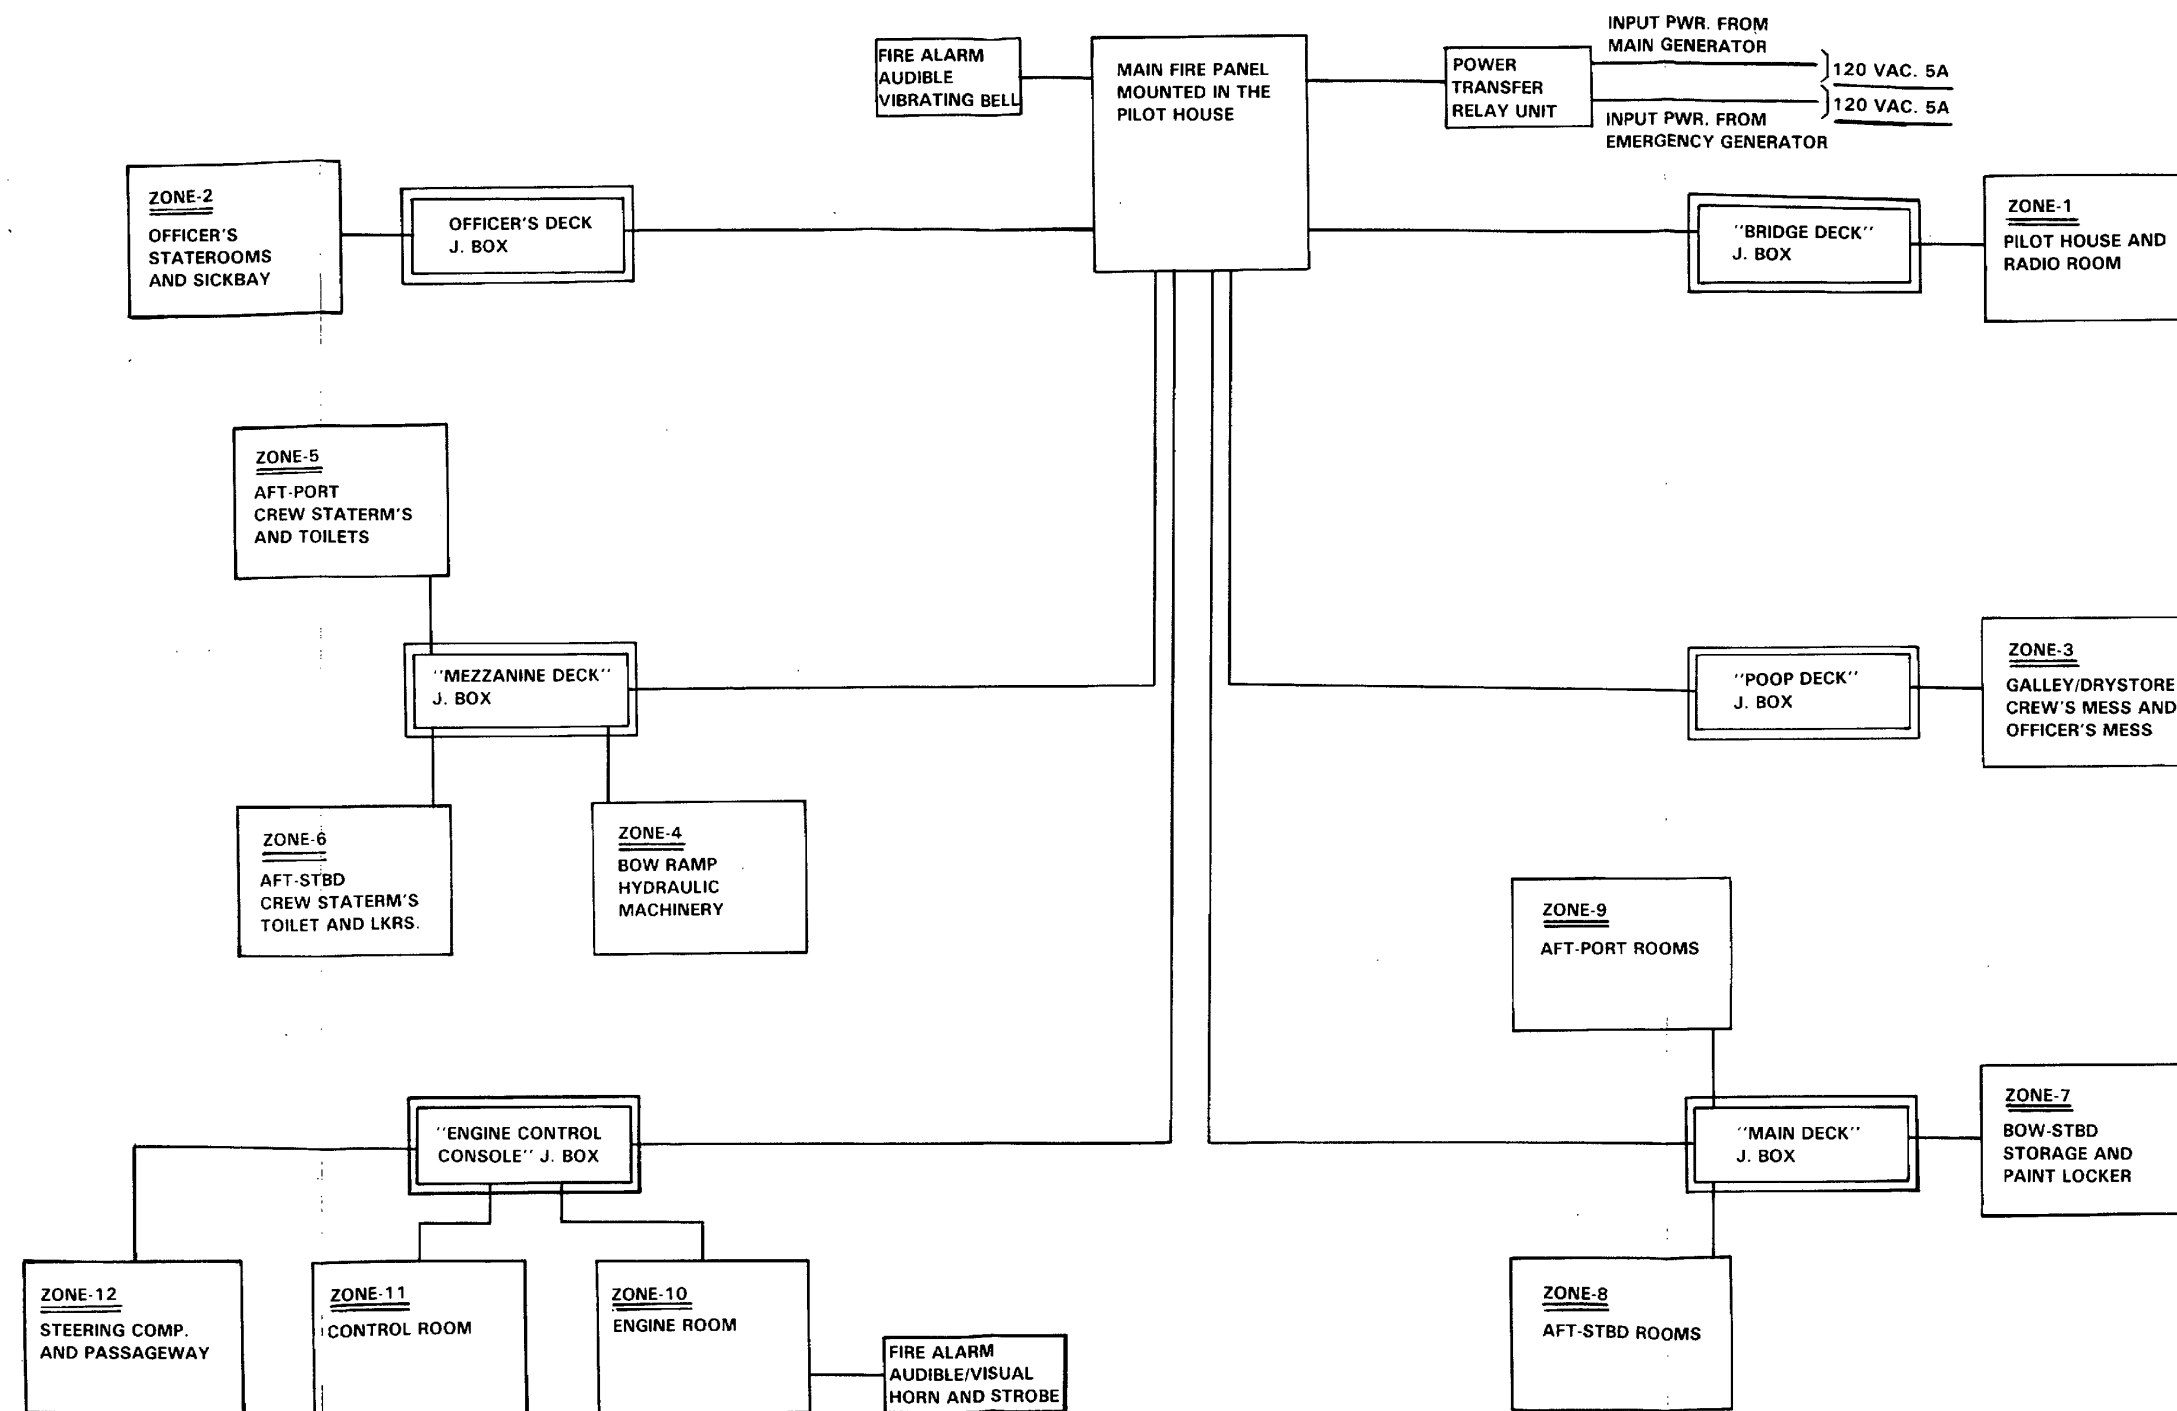 INPUT PWR. FROM
MAIN GENERATOR
FIRE ALARM
AUDIBLE
VIBRATING BELL
MAIN FIRE PANEL
MOUNTED IN THE
PILOT HOUSE
POWER
TRANSFER
RELAY UNIT
120 VAC. 5A
120 VAC. 5A
INPUT PWR. FROM
EMERGENCY GENERATOR
ZONE-2
OFFICER'S
STATEROOMS
AND SICKBAY
OFFICER'S DECK
J. BOX
"BRIDGE DECK"
J. BOX
ZONE-1
PILOT HOUSE AND
RADIO ROOM
ZONE-5
AFT-PORT
CREW STATERM'S
AND TOILETS
"MEZZANINE DECK"
J. BOX
"POOP DECK"
J. BOX
ZONE-3
GALLEY/DRYSTORE
CREW'S MESS AND
OFFICER'S MESS
ZONE-6
AFT-STBD
CREW STATERM'S
TOILET AND LKRS.
ZONE-4
BOW RAMP
HYDRAULIC
MACHINERY
ZONE-9
AFT-PORT ROOMS
"ENGINE CONTROL
CONSOLE" J. BOX
"MAIN DECK"
J. BOX
ZONE-7
BOW-STBD
STORAGE AND
PAINT LOCKER
ZONE-12
STEERING COMP.
AND PASSAGEWAY
ZONE-11
CONTROL ROOM
ZONE-10
ENGINE ROOM
FIRE ALARM
AUDIBLE/VISUAL
HORN AND STROBE
ZONE-8
AFT-STBD ROOMS